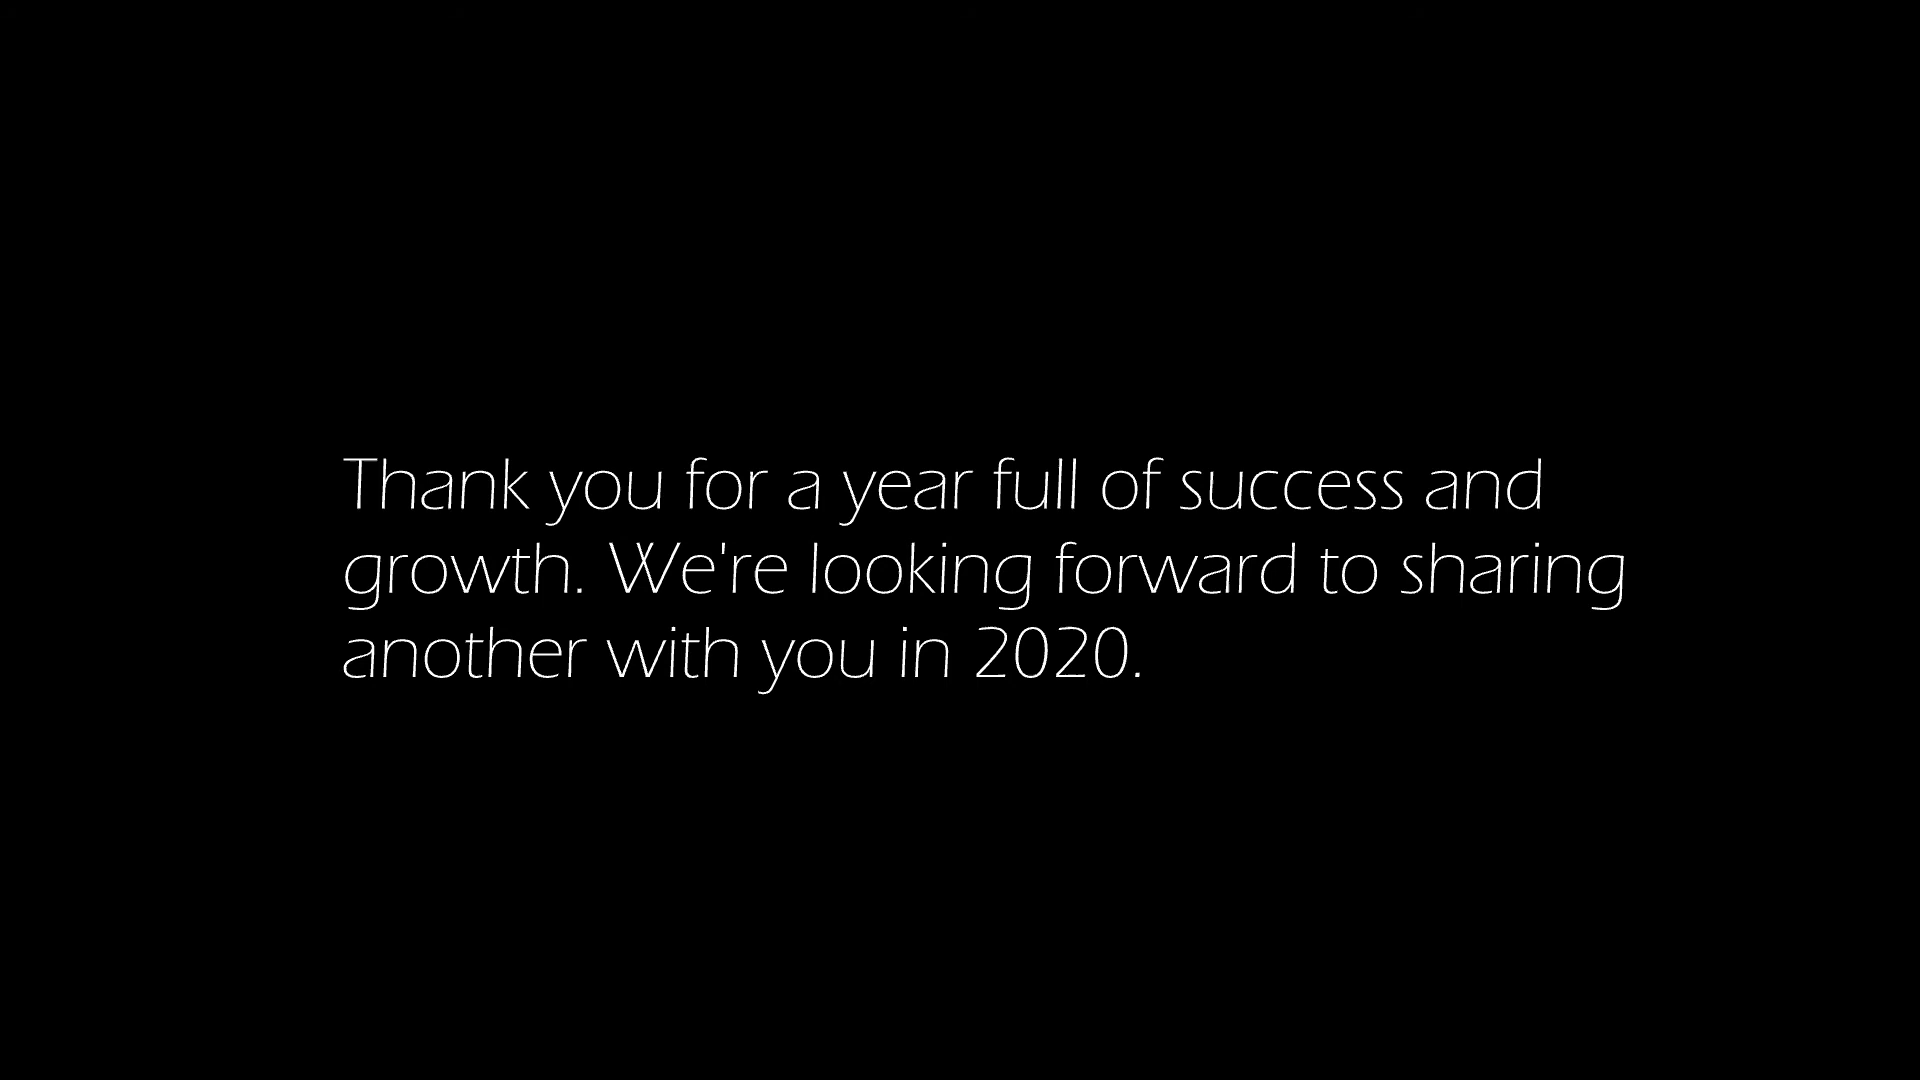 Thank you for a year full of success and
growth. We're looking forward to sharing
another with you in 2020.